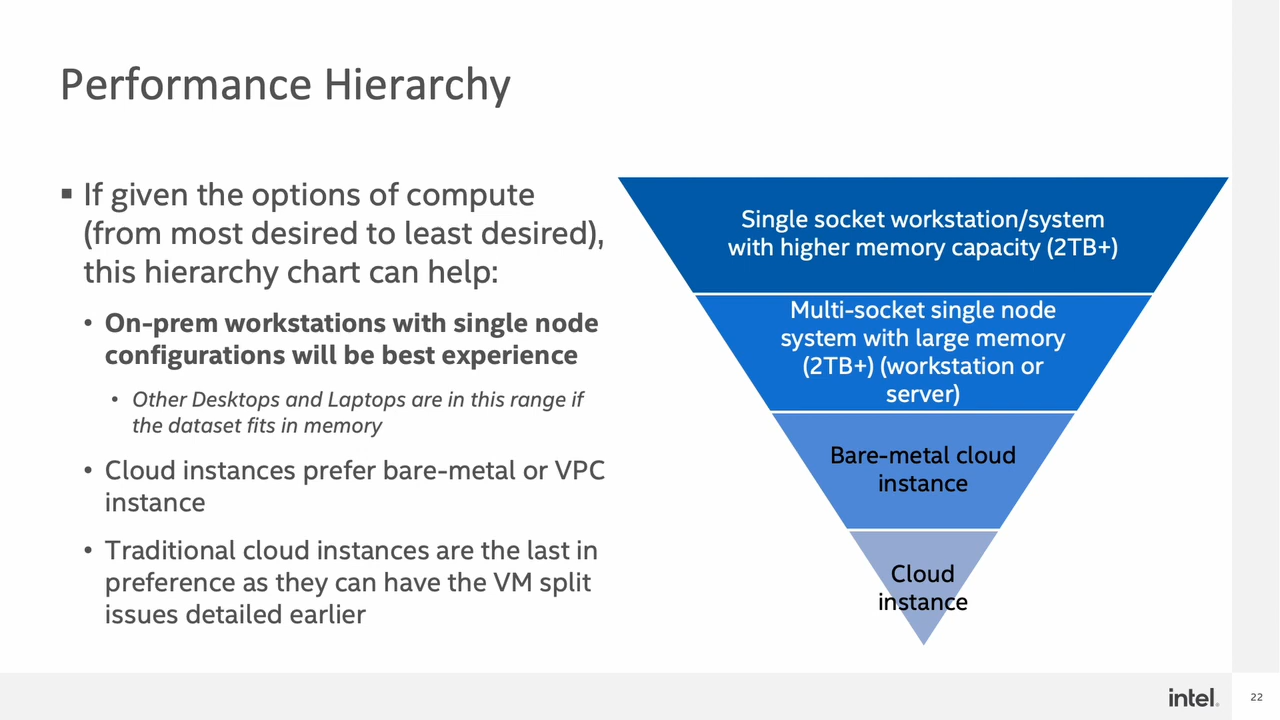 Performance Hierarchy
▪ If given the options of compute
(from most desired to least desired),
this hierarchy chart can help:
• On-prem workstations with single node
configurations will be best experience
• Other Desktops and Laptops are in this range if
the dataset fits in memory
• Cloud instances prefer bare-metal or VPC
instance
• Traditional cloud instances are the last in
preference as they can have the VM split
issues detailed earlier
Single socket workstation/system
with higher memory capacity (2TB+)
Multi-socket single node
system with large memory
(2TB+) (workstation or
server)
Bare-metal cloud
instance
Cloud
instance
intel.
22